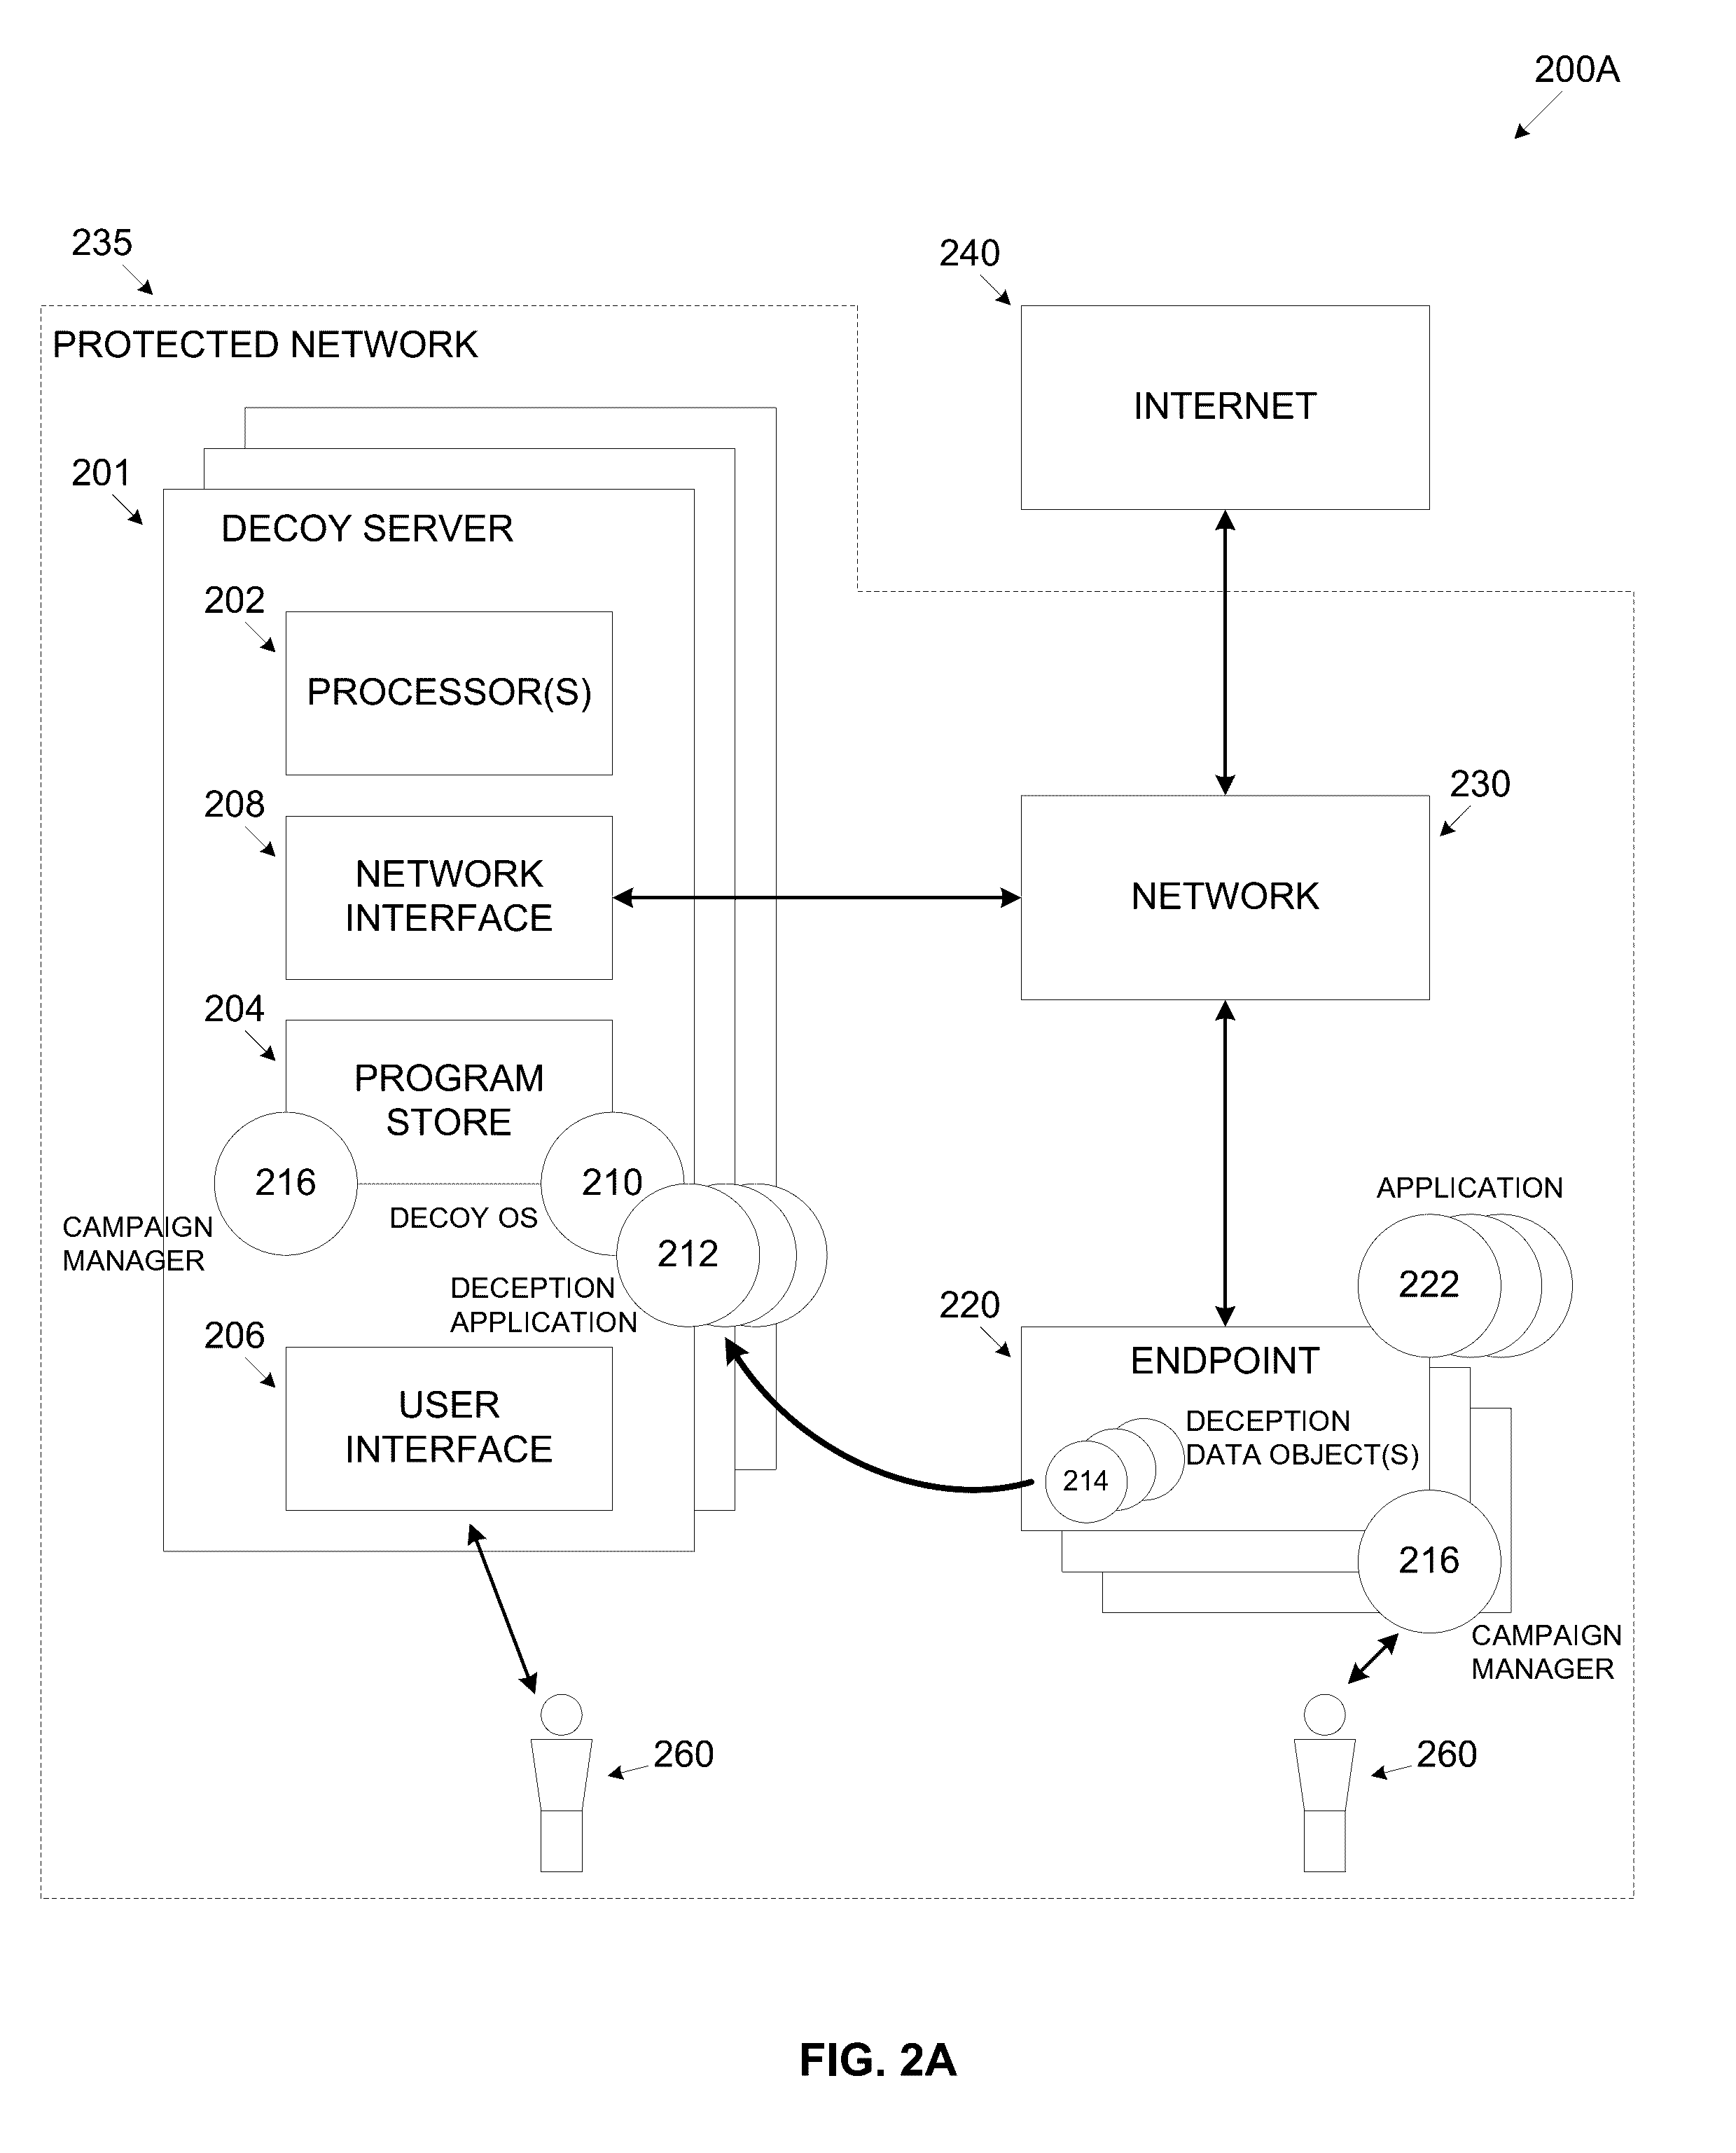 200A
235
240
PROTECTED NETWORK
INTERNET
201
DECOY SERVER
202
PROCESSOR(S)
230
208
NETWORK
INTERFACE
NETWORK
204
PROGRAM
STORE
216
210
CAMPAIGN
MANAGER
DECOY OS
212
DECEPTION
APPLICATION
APPLICATION
222
220
ENDPOINT
206
USER
INTERFACE
DECEPTION
DATA OBJECT(S)
214
216
CAMPAIGN
MANAGER
260
260
FIG. 2A